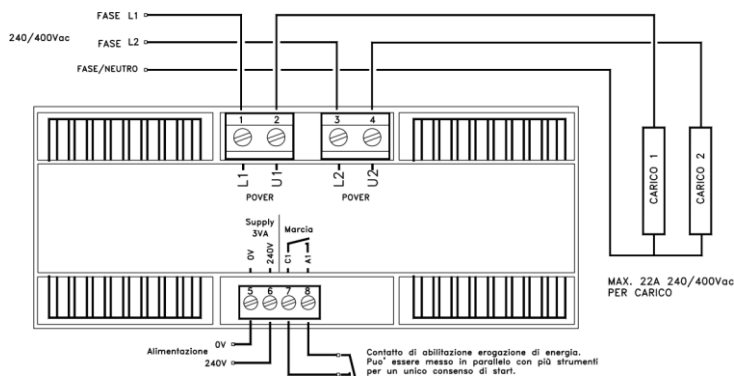 FASE L1
240/400Vac
FASE L2
FASE/NEUTRO
1 2 3 4
L1 U1 L2 U2
POVER POVER
CARICO 1
CARICO 2
Supply
3VA
Marcia
0V 240V C1 A1
MAX. 22A 240/400Vac
PER CARICO
5 6 7 8
Alimentazione
0V
240V
Contatto di abilitazione erogazione di energia.
Puo' essere messo in parallelo con più strumenti
per un unico consenso di start.